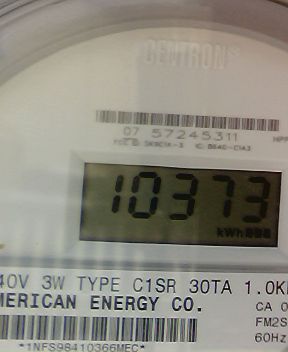 CENTRON®
07 57245311
10373
kWh
40V 3W TYPE C1SR 30TA 1.0K
MERICAN ENERGY CO.
CA 0
FM2S
60Hz
*1NFS98410366MEC*